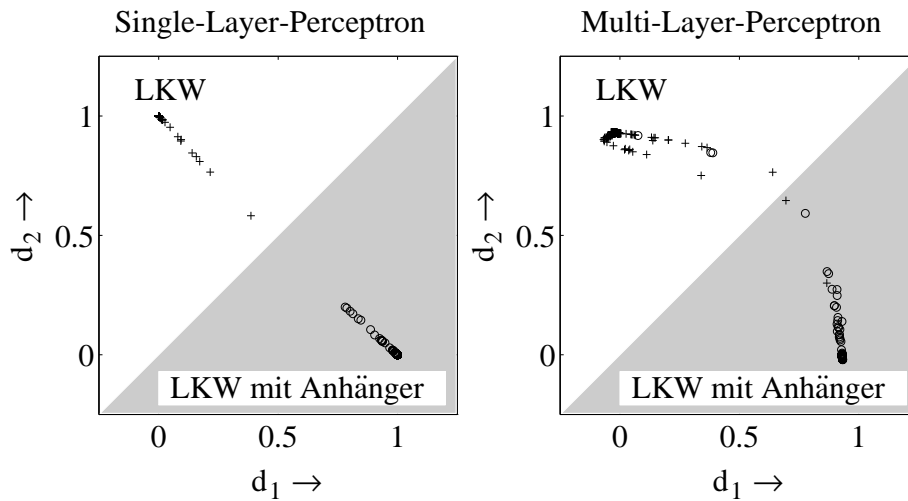 Single-Layer-Perceptron
LKW
1
0.5
0
d₂ →
LKW mit Anhänger
0 0.5 1
d₁ →
Multi-Layer-Perceptron
LKW
1
0.5
0
d₂ →
LKW mit Anhänger
0 0.5 1
d₁ →